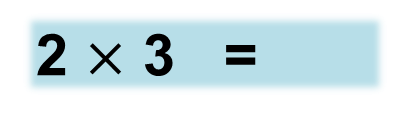 2 × 3 =